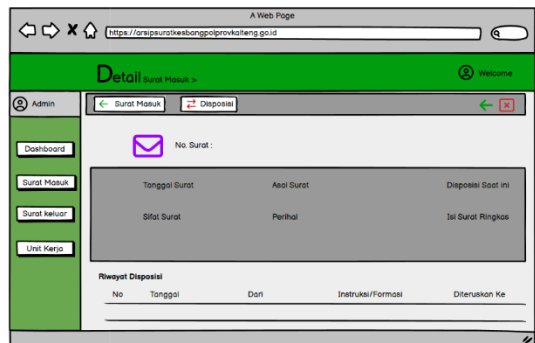 A Web Page
https://arsipsuratkesbangpolprovkalteng.go.id
Detail Surat Masuk >
Welcome
Admin
Surat Masuk
Disposisi
Dashboard
No. Surat :
Surat Masuk
Tanggal Surat
Asal Surat
Disposisi Saat ini
Surat keluar
Sifat Surat
Perihal
Isi Surat Ringkas
Unit Kerja
Riwayat Disposisi
No
Tanggal
Dari
Instruksi/Formasi
Diteruskan Ke